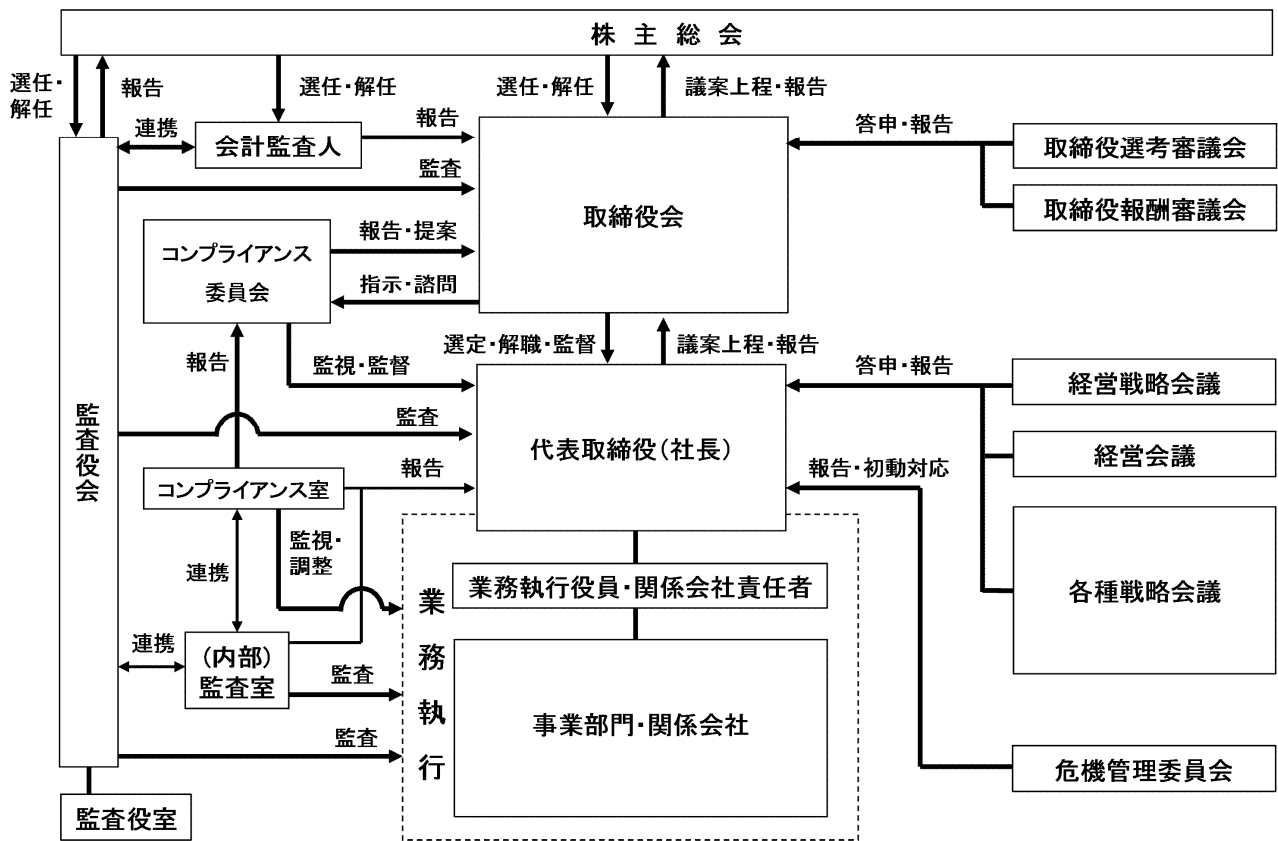 株主総会
選任・
解任
報告
選任・解任
選任・解任
議案上程・報告
連携
会計監査人
報告
答申・報告
取締役選考審議会
監査
取締役会
取締役報酬審議会
コンプライアンス
委員会
報告・提案
指示・諮問
報告
監視・監督
選定・解職・監督
議案上程・報告
答申・報告
経営戦略会議
監査役会
監査
代表取締役(社長)
経営会議
コンプライアンス室
報告
報告・初動対応
監視・
調整
連携
業務執行
業務執行役員・関係会社責任者
各種戦略会議
連携
(内部)
監査室
監査
事業部門・関係会社
監査
危機管理委員会
監査役室